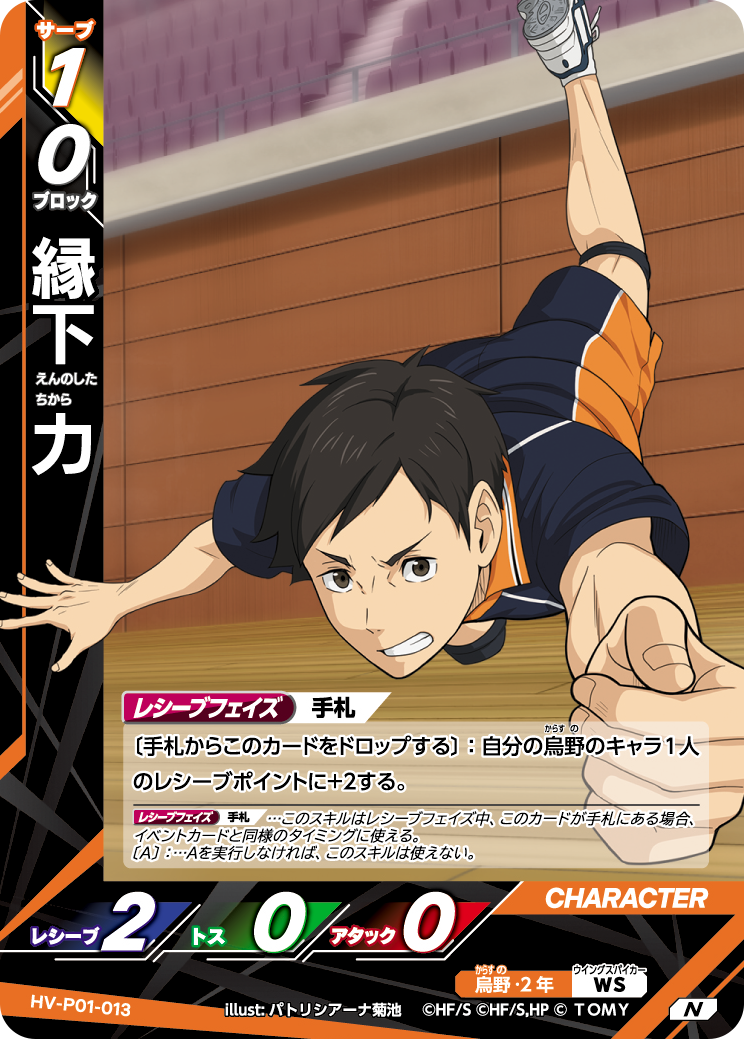 サーブ
1
0
ブロック
縁下
えんのした
ちから
力
レシーブフェイズ 手札
からす の
〔手札からこのカードをドロップする〕：自分の烏野のキャラ1人
のレシーブポイントに+2する。
レシーブフェイズ 手札 …このスキルはレシーブフェイズ中、このカードが手札にある場合、
イベントカードと同様のタイミングに使える。
〔A〕：…Aを実行しなければ、このスキルは使えない。
CHARACTER
レシーブ 2 トス 0 アタック 0
からす の
烏野・2年
ウイングスパイカー
WS
HV-P01-013
illust: パトリシアーナ菊池 ©HF/S ©HF/S,HP © TOMY
N